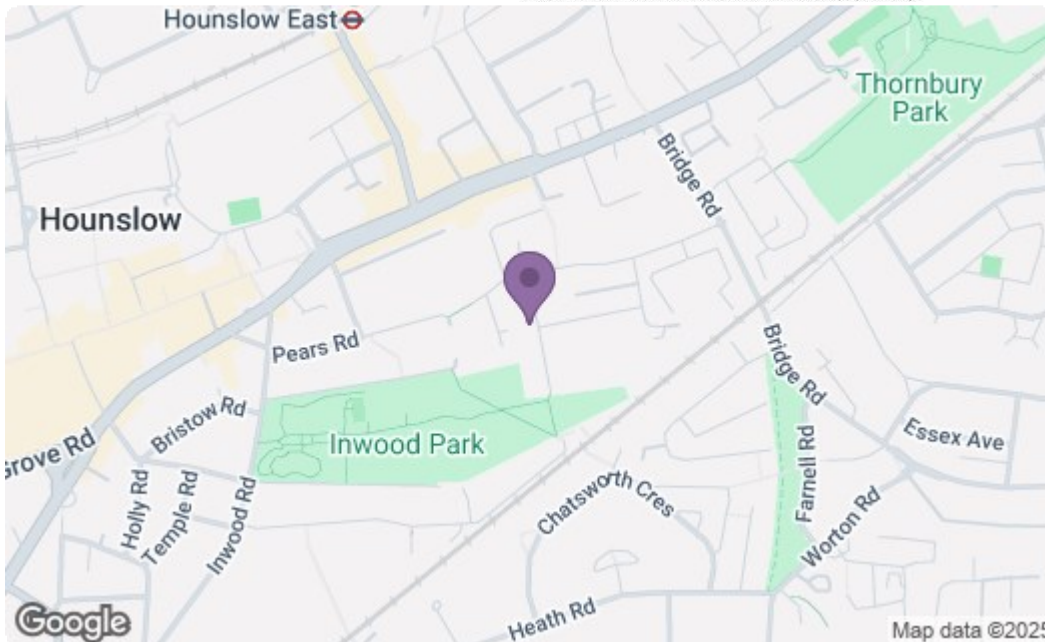 Hounslow East
Thornbury
Park
Bridge Rd
Hounslow
Pears Rd
Bridge Rd
Bristow Rd
Grove Rd
Inwood Park
Essex Ave
Farnell Rd
Holly Rd
Temple Rd
Inwood Rd
Chatsworth Cres
Worton Rd
Heath Rd
Google
Map data ©2025